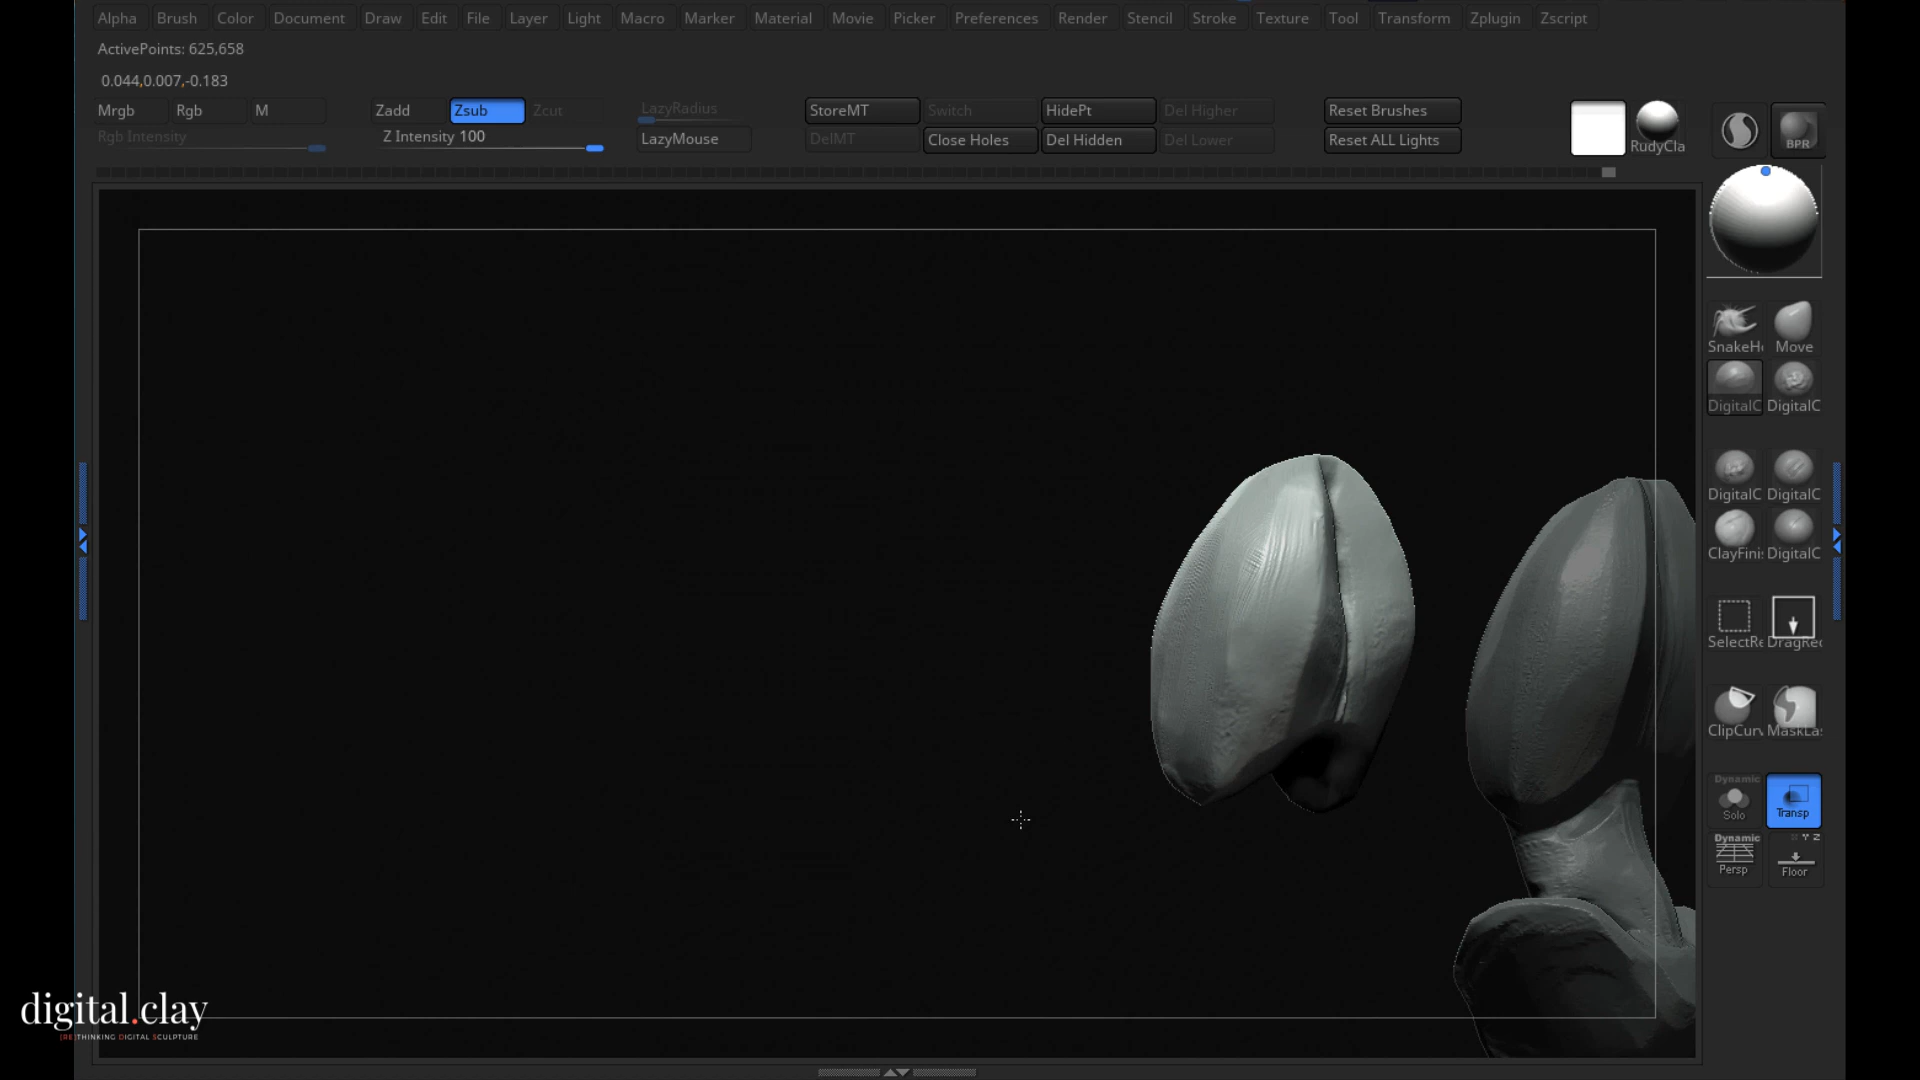 Alpha Brush Color Document Draw Edit File Layer Light Macro Marker Material Movie Picker Preferences Render Stencil Stroke Texture Tool Transform Zplugin Zscript
ActivePoints: 625,658
0.044,0.007,-0.183
Mrgb Rgb M Zadd Zsub Zcut LazyRadius StoreMT Switch HidePt Del Higher Reset Brushes
Rgb Intensity Z Intensity 100 LazyMouse DelMT Close Holes Del Hidden Del Lower Reset ALL Lights
RudyCla
BPR
SnakeH Move
DigitalC DigitalC
DigitalC DigitalC
ClayFini DigitalC
SelectRe DragRec
ClipCurv MaskLas
Dynamic
Solo Transp
Dynamic Y Z
Persp Floor
digital.clay
[RE]THINKING DIGITAL SCULPTURE